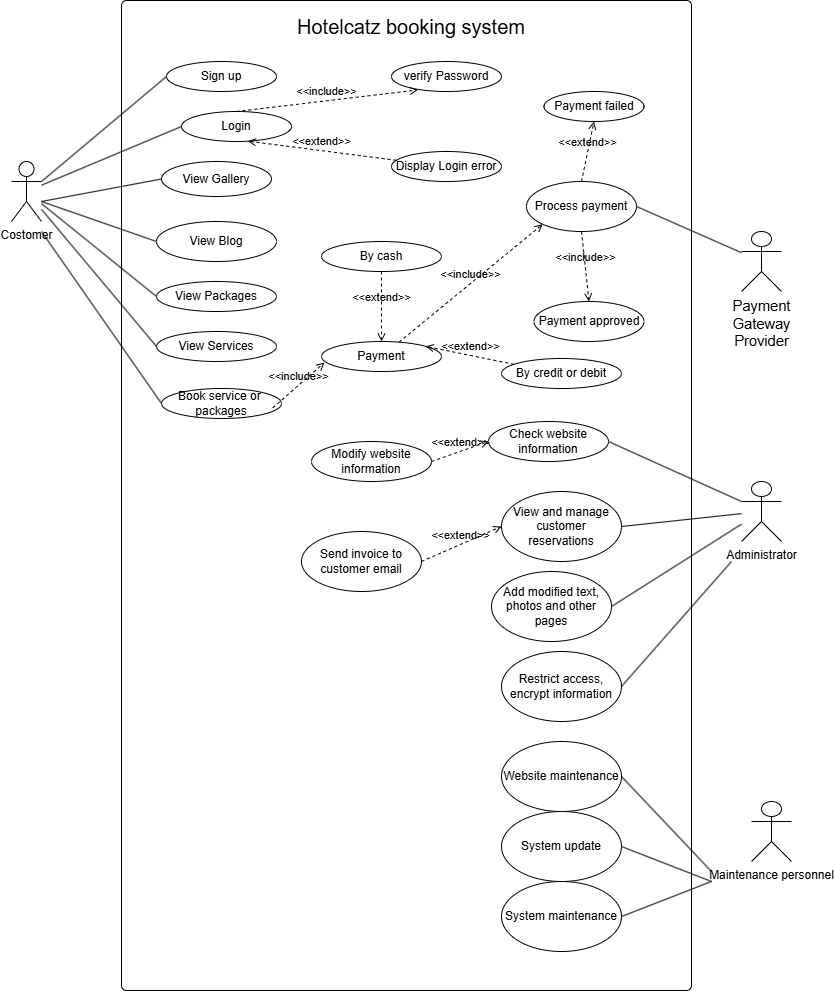 Hotelcatz booking system
Sign up
verify Password
<<include>>
Payment failed
Login
<<extend>>
<<extend>>
Display Login error
View Gallery
Process payment
Costomer
View Blog
By cash
<<include>>
<<include>>
View Packages
<<extend>>
Payment
Gateway
Provider
Payment approved
View Services
Payment
<<extend>>
<<include>>
By credit or debit
Book service or
packages
Check website
information
<<extend>>
Modify website
information
View and manage
customer
reservations
<<extend>>
Send invoice to
customer email
Administrator
Add modified text,
photos and other
pages
Restrict access,
encrypt information
Website maintenance
System update
Maintenance personnel
System maintenance